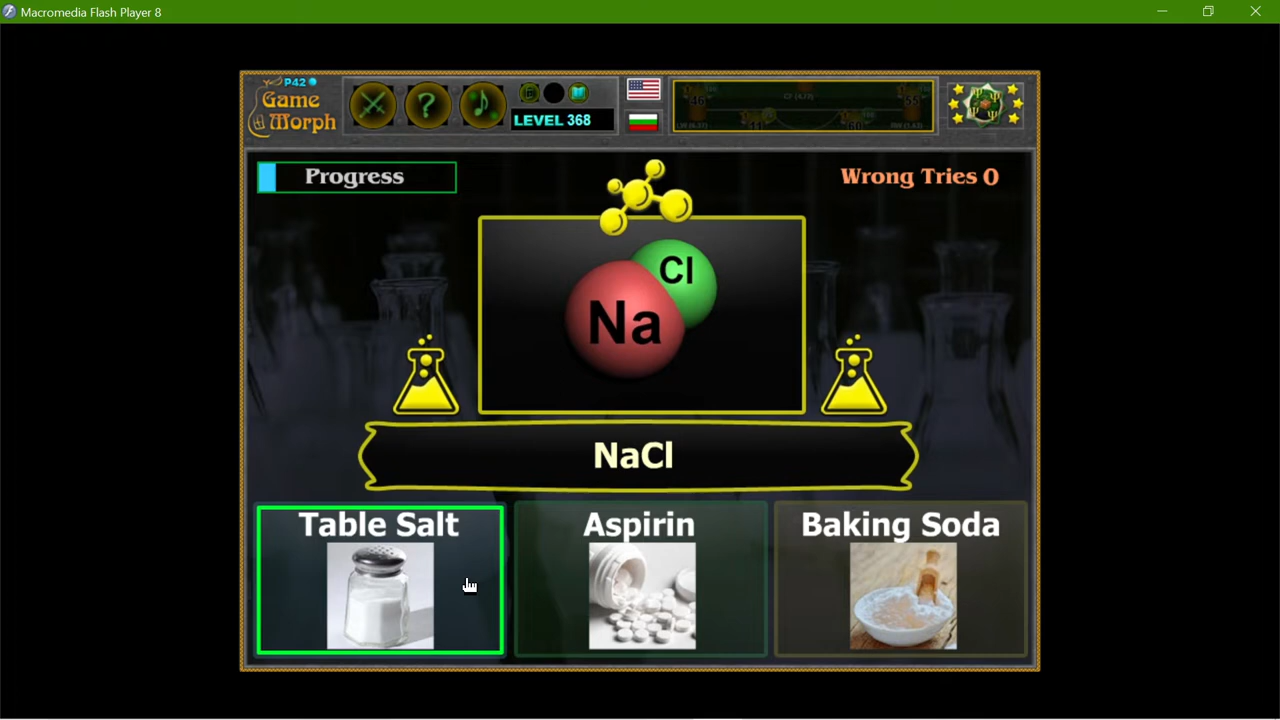 Macromedia Flash Player 8
P42
Game
Morph
?
LEVEL 368
Progress
Wrong Tries 0
Cl
Na
NaCl
Table Salt
Aspirin
Baking Soda